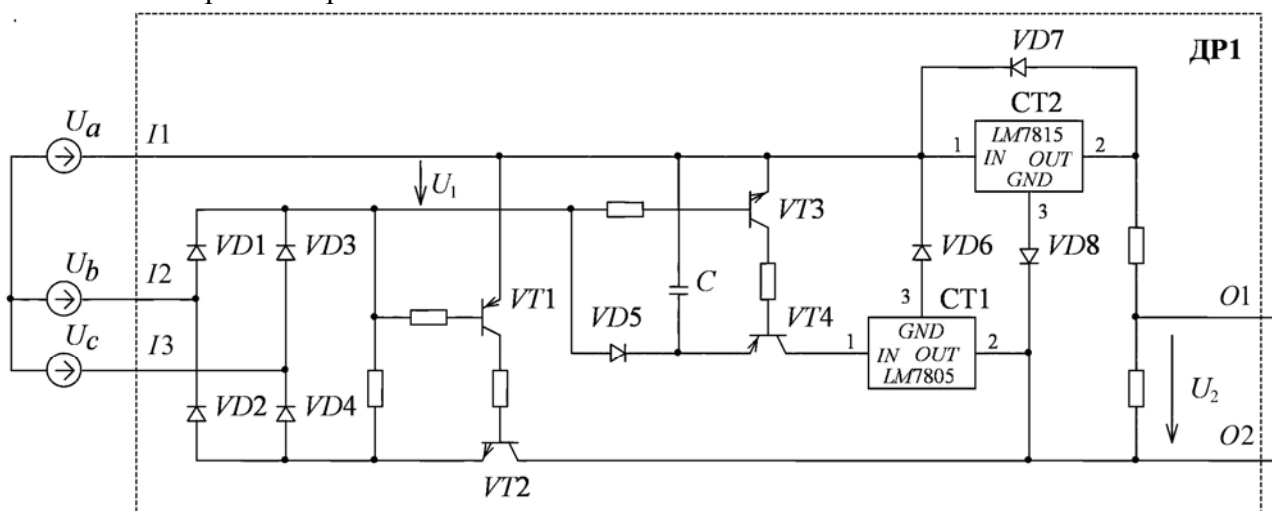 VD7
ДР1
CT2
Ua
I1
LM7815
1
2
IN OUT
GND
U1
VT3
3
VD1
VD3
VD6
VD8
Ub
I2
VT1
C
3
CT1
O1
Uc
I3
VD5
VT4
GND
1
2
IN OUT
LM7805
VD2
VD4
U2
O2
VT2